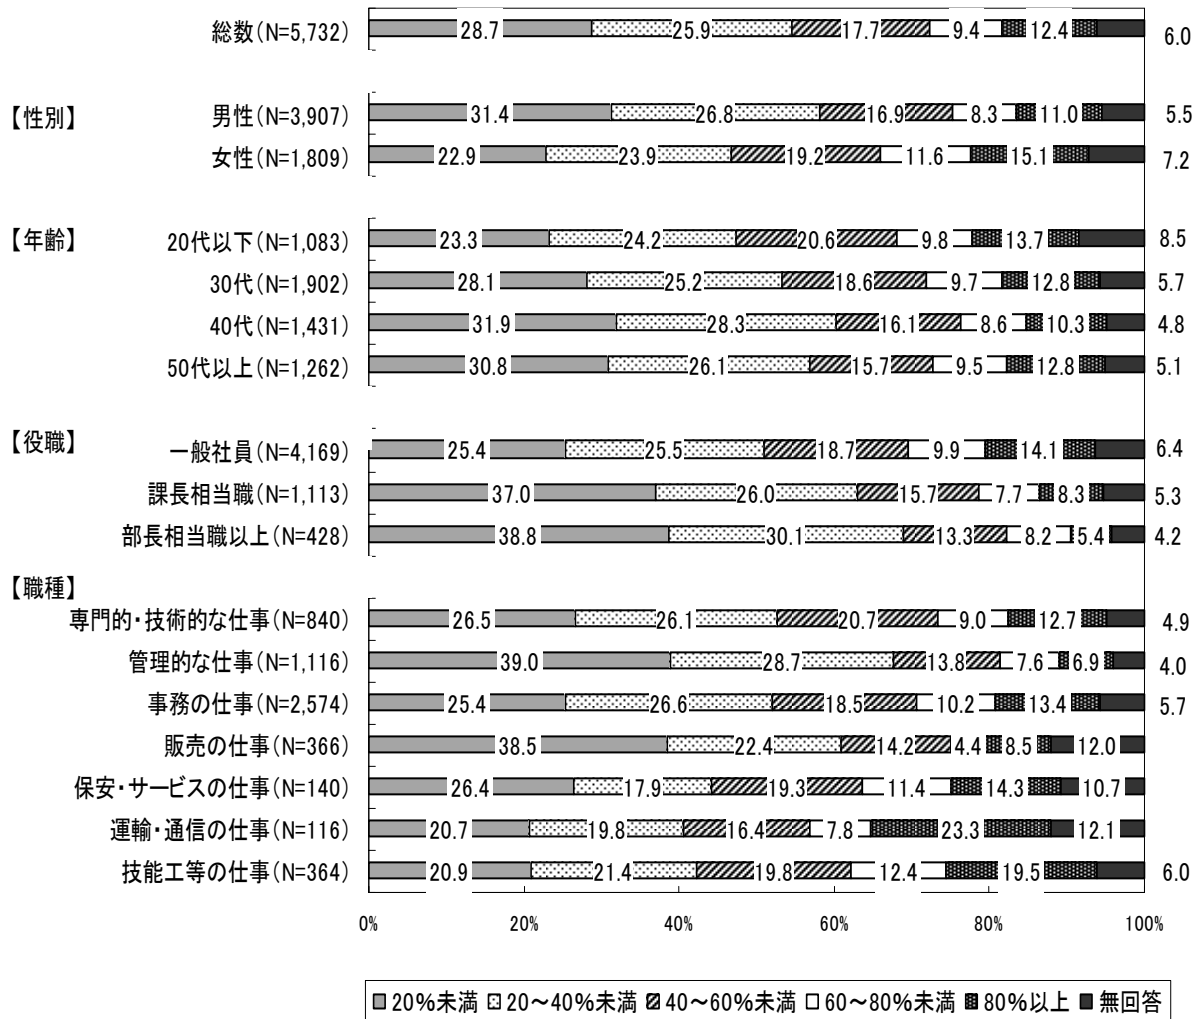 総数(N=5,732) 28.7 25.9 17.7 9.4 12.4 6.0
【性別】 男性(N=3,907) 31.4 26.8 16.9 8.3 11.0 5.5
女性(N=1,809) 22.9 23.9 19.2 11.6 15.1 7.2
【年齢】 20代以下(N=1,083) 23.3 24.2 20.6 9.8 13.7 8.5
30代(N=1,902) 28.1 25.2 18.6 9.7 12.8 5.7
40代(N=1,431) 31.9 28.3 16.1 8.6 10.3 4.8
50代以上(N=1,262) 30.8 26.1 15.7 9.5 12.8 5.1
【役職】 一般社員(N=4,169) 25.4 25.5 18.7 9.9 14.1 6.4
課長相当職(N=1,113) 37.0 26.0 15.7 7.7 8.3 5.3
部長相当職以上(N=428) 38.8 30.1 13.3 8.2 5.4 4.2
【職種】
専門的・技術的な仕事(N=840) 26.5 26.1 20.7 9.0 12.7 4.9
管理的な仕事(N=1,116) 39.0 28.7 13.8 7.6 6.9 4.0
事務の仕事(N=2,574) 25.4 26.6 18.5 10.2 13.4 5.7
販売の仕事(N=366) 38.5 22.4 14.2 4.4 8.5 12.0
保安・サービスの仕事(N=140) 26.4 17.9 19.3 11.4 14.3 10.7
運輸・通信の仕事(N=116) 20.7 19.8 16.4 7.8 23.3 12.1
技能工等の仕事(N=364) 20.9 21.4 19.8 12.4 19.5 6.0
0% 20% 40% 60% 80% 100%
20%未満 20～40%未満 40～60%未満 60～80%未満 80%以上 無回答